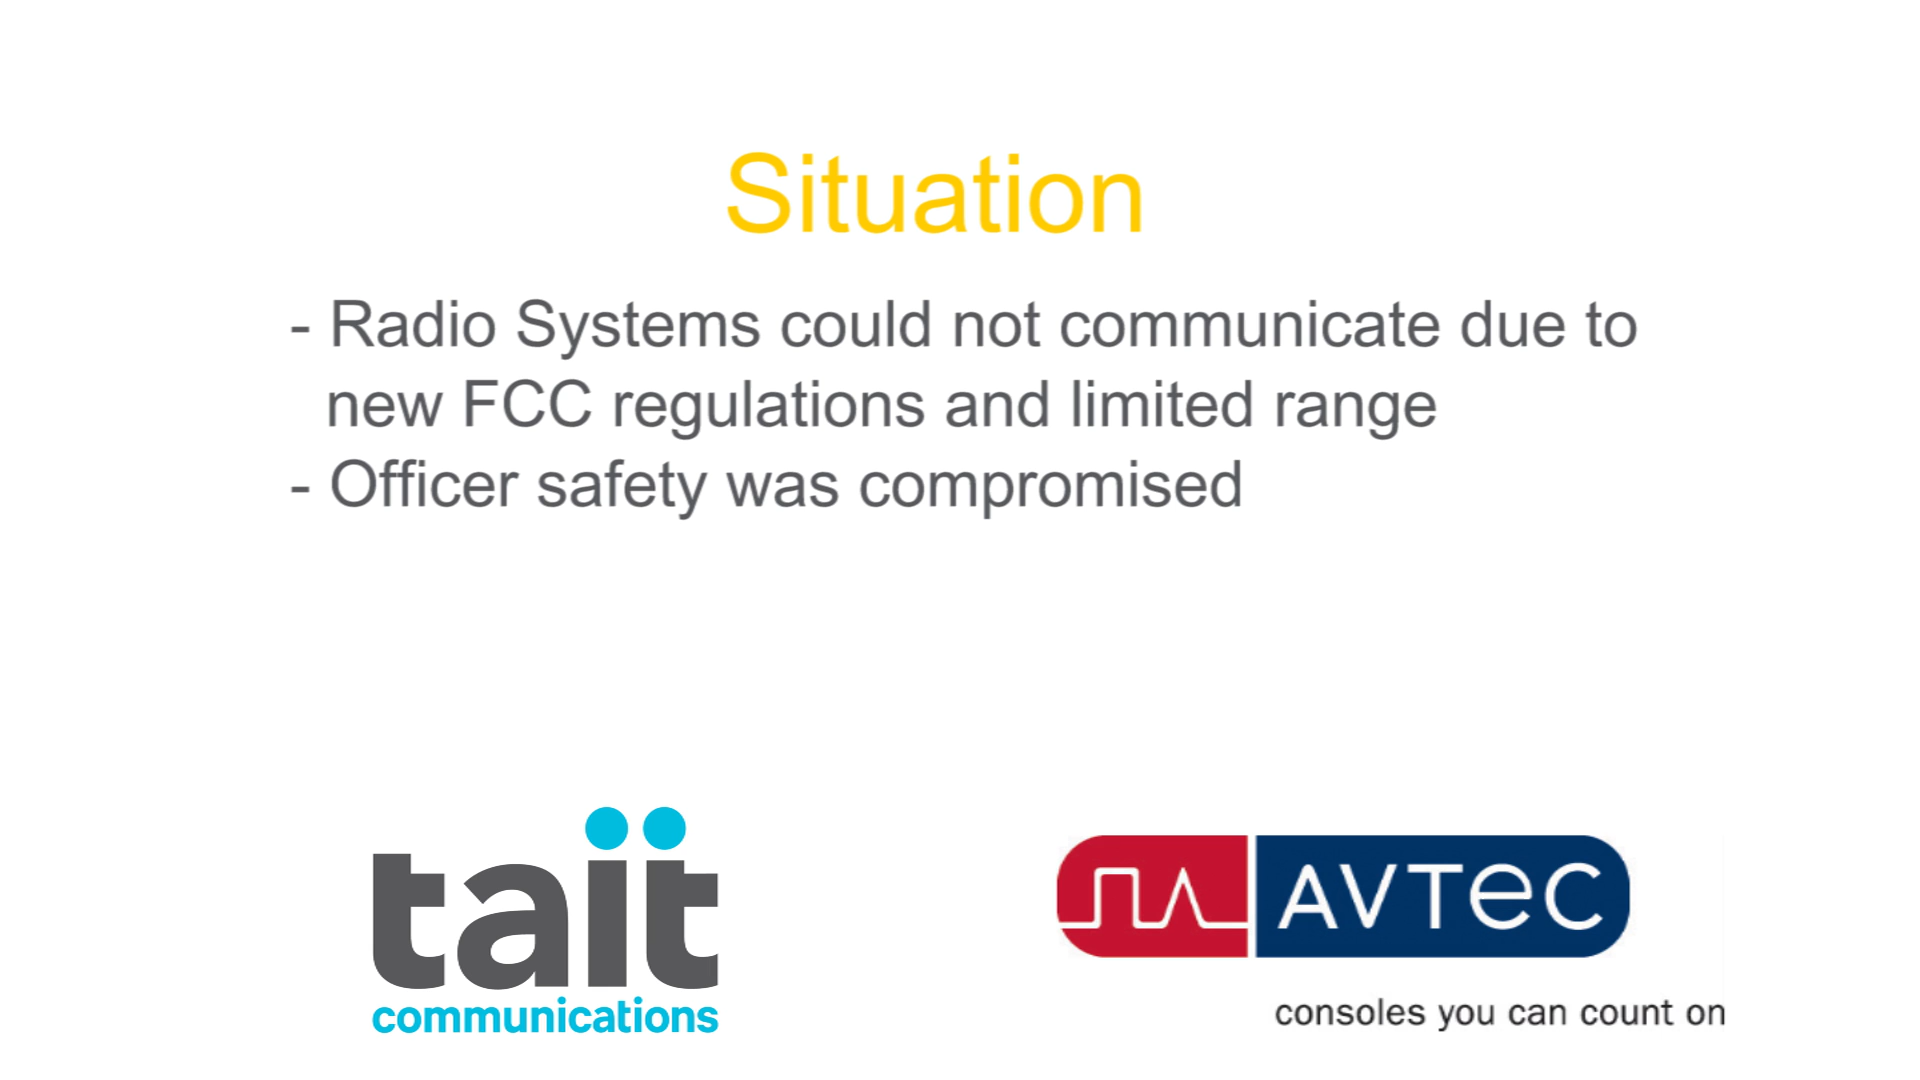 Situation
- Radio Systems could not communicate due to
new FCC regulations and limited range
- Officer safety was compromised
tait
communications
AVTEC
consoles you can count on